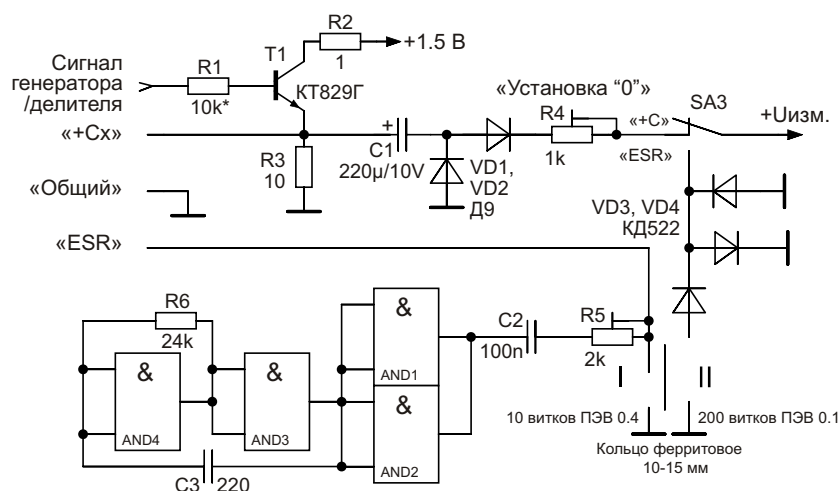 R2
1
+1.5 В
T1
Сигнал
генератора
/делителя
R1
10k*
КТ829Г
«Установка “0”»
R4
1k
SA3
«+C»
«ESR»
+Uизм.
«+Cx»
+
C1
220µ/10V
R3
10
VD1,
VD2
Д9
«Общий»
VD3, VD4
КД522
«ESR»
R6
24k
&
AND4
&
AND3
&
AND1
&
AND2
C3
220
C2
100n
R5
2k
I
II
10 витков ПЭВ 0.4
200 витков ПЭВ 0.1
Кольцо ферритовое
10-15 мм